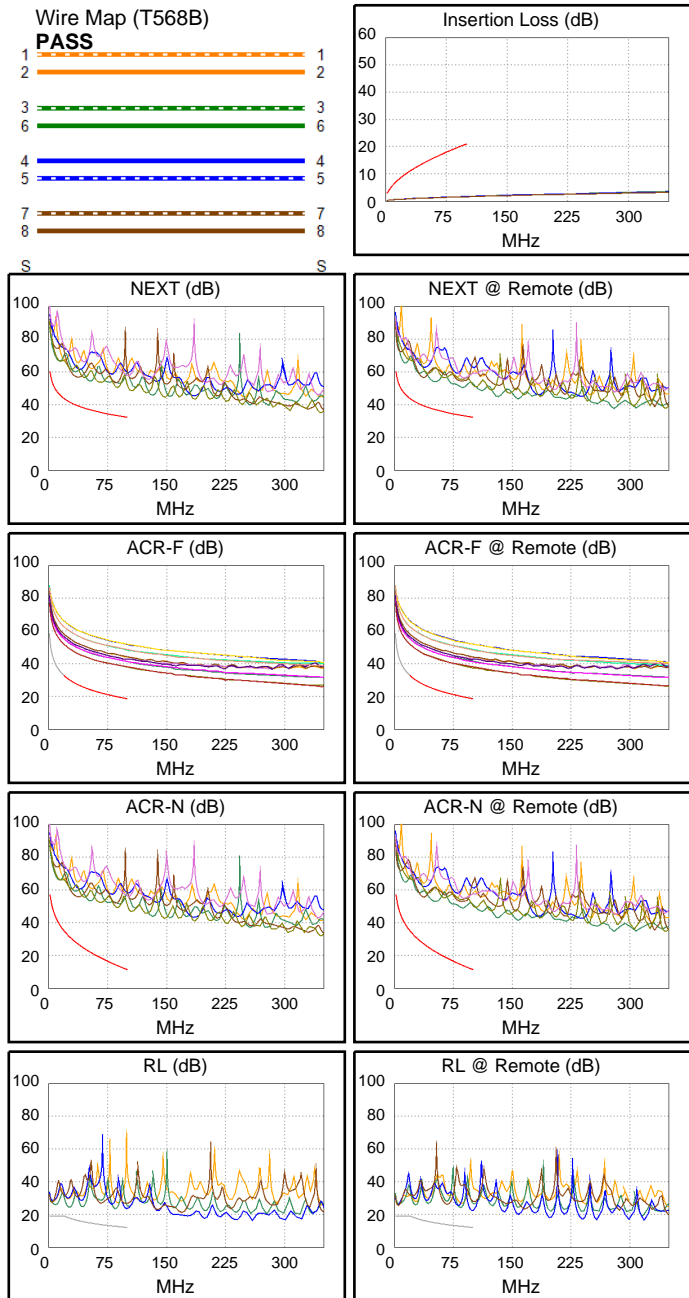 Wire Map (T568B)
PASS
1 1
2 2
3 3
6 6
4 4
5 5
7 7
8 8
S S
Insertion Loss (dB)
60
50
40
30
20
10
0
0 75 150 225 300
MHz
NEXT (dB)
100
80
60
40
20
0
0 75 150 225 300
MHz
NEXT @ Remote (dB)
100
80
60
40
20
0
0 75 150 225 300
MHz
ACR-F (dB)
100
80
60
40
20
0
0 75 150 225 300
MHz
ACR-F @ Remote (dB)
100
80
60
40
20
0
0 75 150 225 300
MHz
ACR-N (dB)
100
80
60
40
20
0
0 75 150 225 300
MHz
ACR-N @ Remote (dB)
100
80
60
40
20
0
0 75 150 225 300
MHz
RL (dB)
100
80
60
40
20
0
0 75 150 225 300
MHz
RL @ Remote (dB)
100
80
60
40
20
0
0 75 150 225 300
MHz